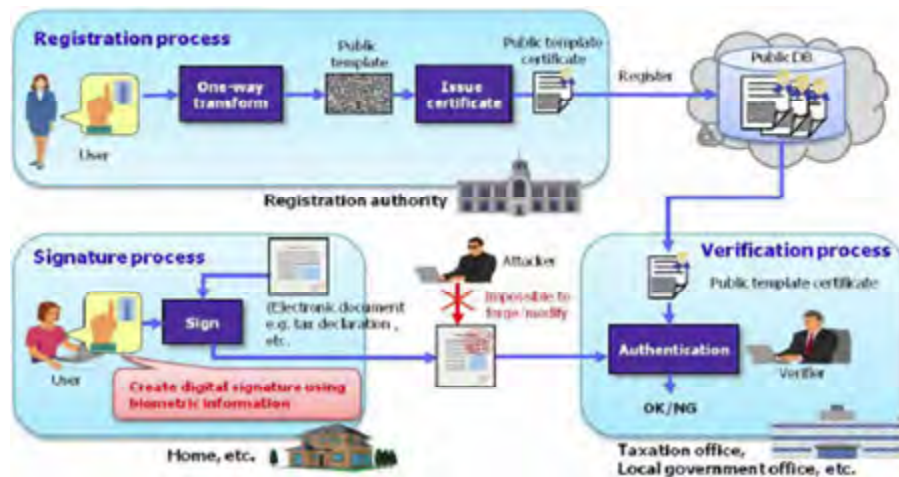 Registration process
Public
template
Public template
certificate
Public DB
One-way
transform
Issue
certificate
Register
User
Registration authority
Signature process
Attacker
Verification process
(Electronic document
e.g. tax declaration ,
etc.
Impossible to
forge/modify
Public template certificate
Sign
Authentication
User
Verifier
Create digital signature using
biometric information
OK/NG
Home, etc.
Taxation office,
Local government office, etc.